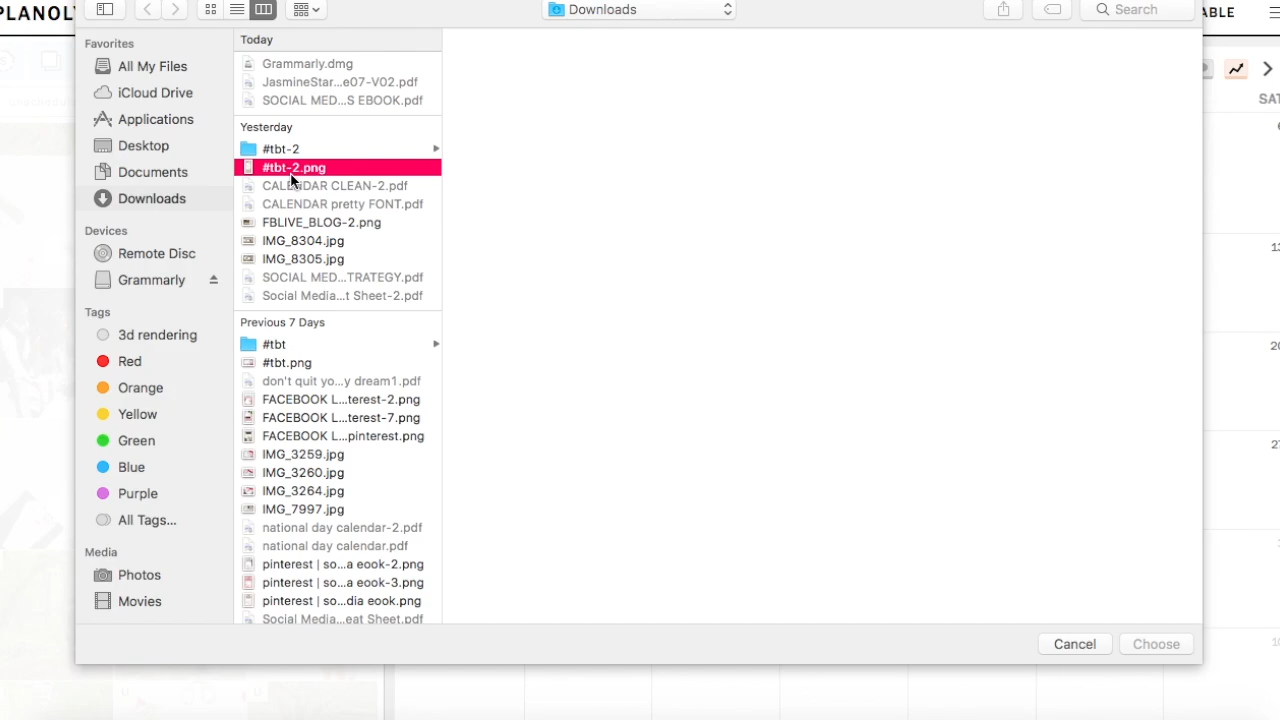 PLANOLY
Downloads
Search
ABLE
Favorites
All My Files
iCloud Drive
Applications
Desktop
Documents
Downloads
Devices
Remote Disc
Grammarly
Tags
3d rendering
Red
Orange
Yellow
Green
Blue
Purple
All Tags...
Media
Photos
Movies
Today
Grammarly.dmg
JasmineStar...e07-V02.pdf
SOCIAL MED...S EBOOK.pdf
Yesterday
#tbt-2
#tbt-2.png
CALENDAR CLEAN-2.pdf
CALENDAR pretty FONT.pdf
FBLIVE_BLOG-2.png
IMG_8304.jpg
IMG_8305.jpg
SOCIAL MED...TRATEGY.pdf
Social Media...t Sheet-2.pdf
Previous 7 Days
#tbt
#tbt.png
don't quit yo...y dream1.pdf
FACEBOOK L...terest-2.png
FACEBOOK L...terest-7.png
FACEBOOK L...pinterest.png
IMG_3259.jpg
IMG_3260.jpg
IMG_3264.jpg
IMG_7997.jpg
national day calendar-2.pdf
national day calendar.pdf
pinterest | so...a eook-2.png
pinterest | so...a eook-3.png
pinterest | so...dia eook.png
Social Media...eat Sheet.pdf
Cancel
Choose
SAT
6
13
20
27
10